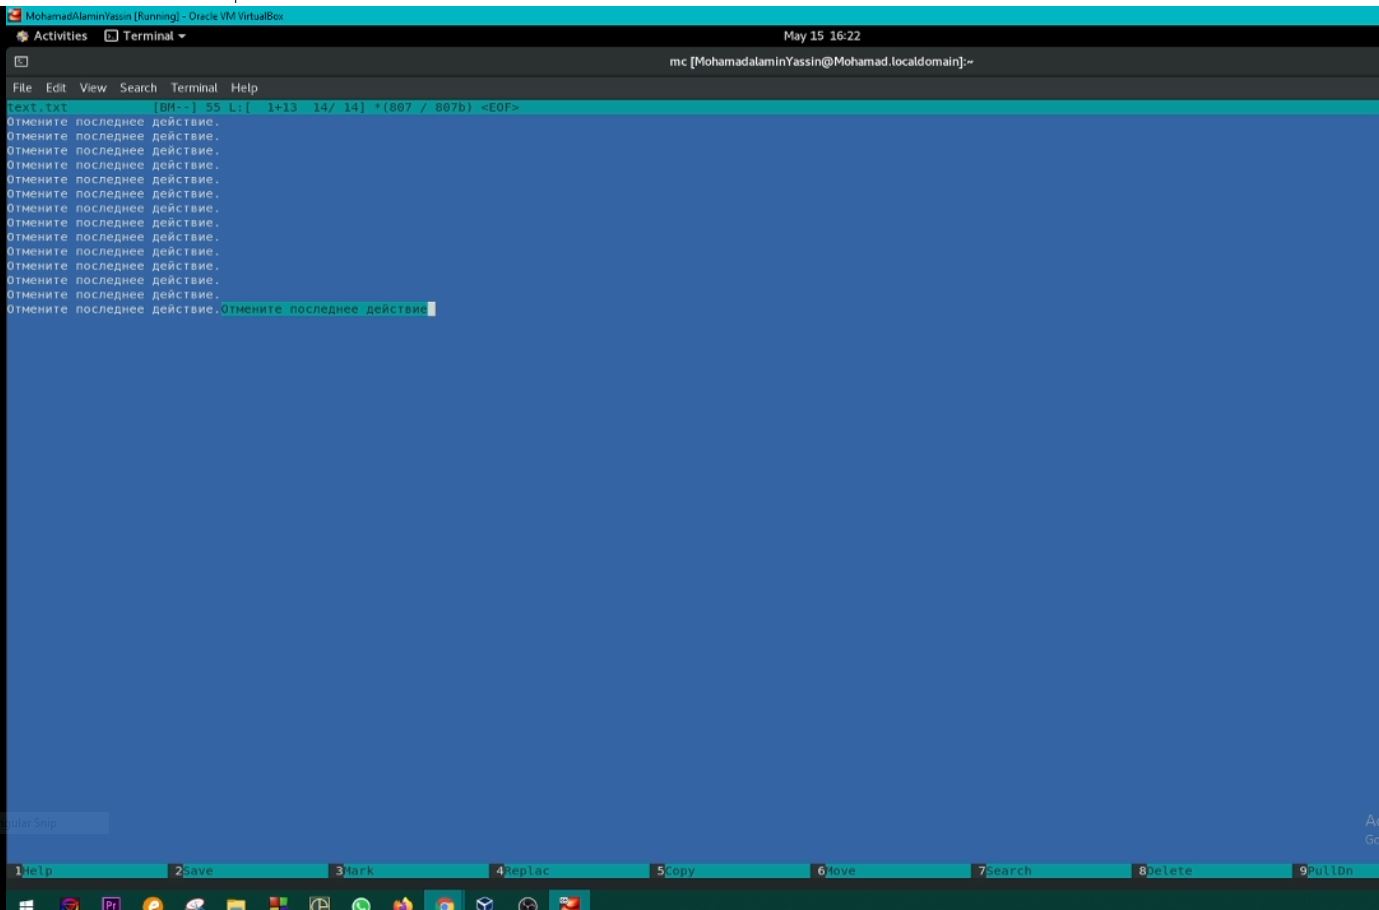 MohamadAlaminYassin [Running] - Oracle VM VirtualBox
Activities Terminal May 15 16:22
mc [MohamadalaminYassin@Mohamad.localdomain]:~
File Edit View Search Terminal Help
text.txt [BM--] 55 L:[ 1+13 14/ 14] *(807 / 807b) <EOF>
Отмените последнее действие.
Отмените последнее действие.
Отмените последнее действие.
Отмените последнее действие.
Отмените последнее действие.
Отмените последнее действие.
Отмените последнее действие.
Отмените последнее действие.
Отмените последнее действие.
Отмените последнее действие.
Отмените последнее действие.
Отмените последнее действие.
Отмените последнее действие.
Отмените последнее действие.Отмените последнее действие
Snip
1Help 2Save 3Mark 4Replac 5Copy 6Move 7Search 8Delete 9PullDn
Pr